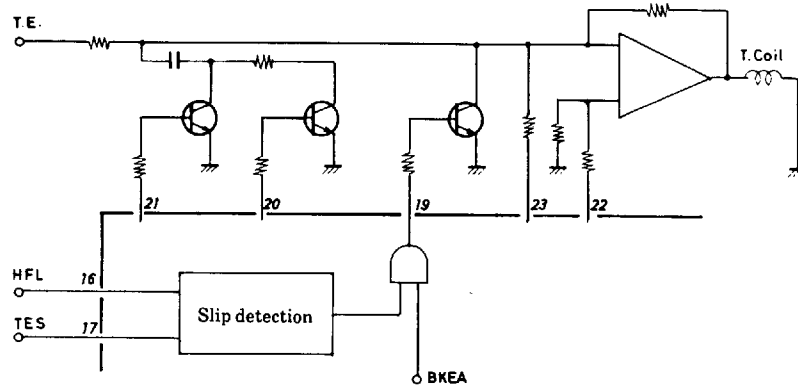 T.E.
T. Coil
21
20
19
23
22
HFL
16
Slip detection
TES
17
BKEA